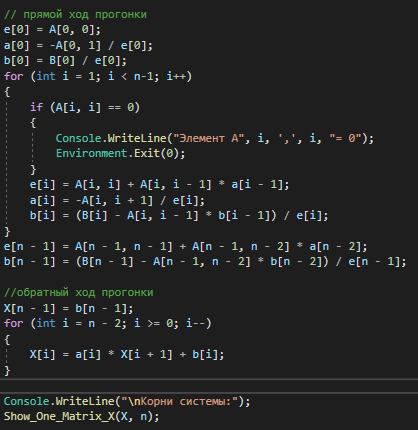 // прямой ход прогонки
e[0] = A[0, 0];
a[0] = -A[0, 1] / e[0];
b[0] = B[0] / e[0];
for (int i = 1; i < n-1; i++)
{
if (A[i, i] == 0)
{
Console.WriteLine("Элемент А", i, ',', i, "= 0");
Environment.Exit(0);
}
e[i] = A[i, i] + A[i, i - 1] * a[i - 1];
a[i] = -A[i, i + 1] / e[i];
b[i] = (B[i] - A[i, i - 1] * b[i - 1]) / e[i];
}
e[n - 1] = A[n - 1, n - 1] + A[n - 1, n - 2] * a[n - 2];
b[n - 1] = (B[n - 1] - A[n - 1, n - 2] * b[n - 2]) / e[n - 1];
//обратный ход прогонки
X[n - 1] = b[n - 1];
for (int i = n - 2; i >= 0; i--)
{
X[i] = a[i] * X[i + 1] + b[i];
}
Console.WriteLine("\nКорни системы:");
Show_One_Matrix_X(X, n);